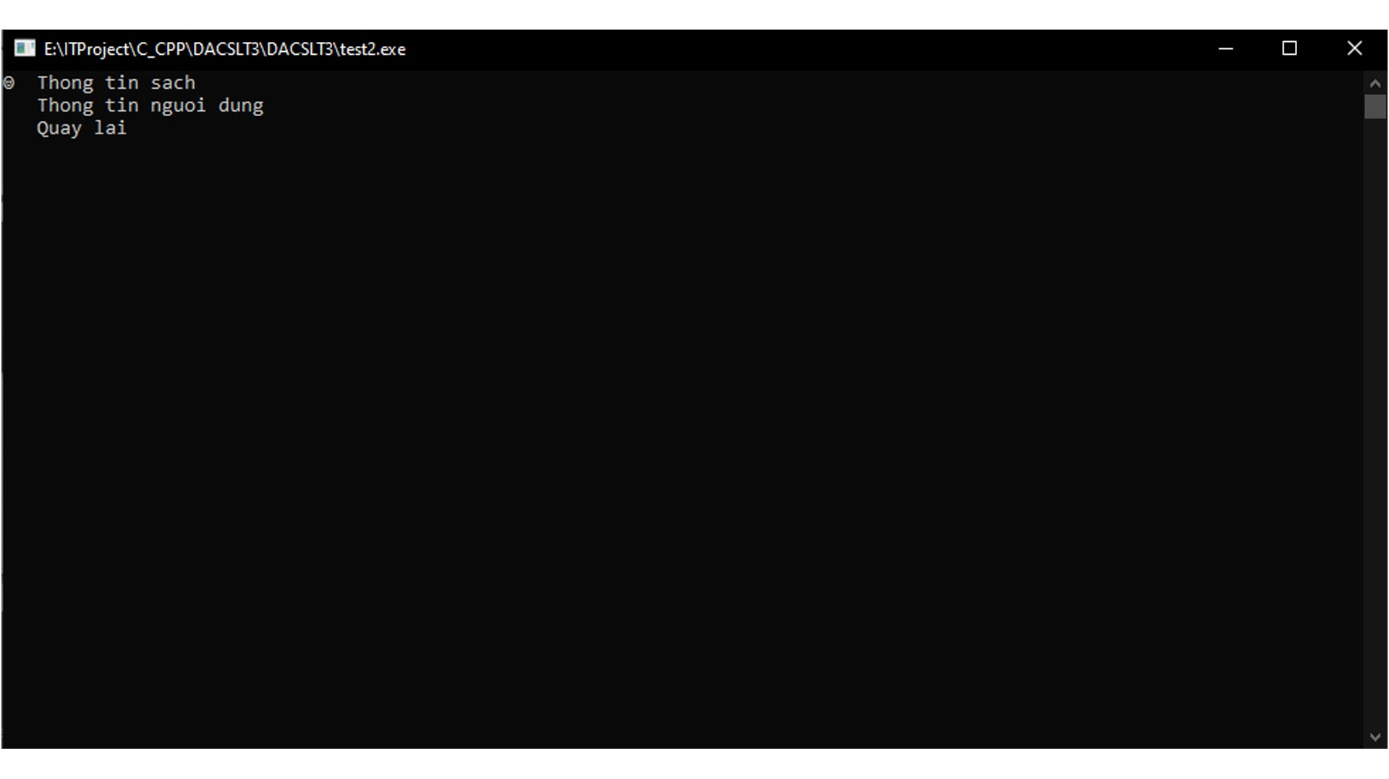 E:\ITProject\C_CPP\DACSLT3\DACSLT3\test2.exe
Thong tin sach
Thong tin nguoi dung
Quay lai